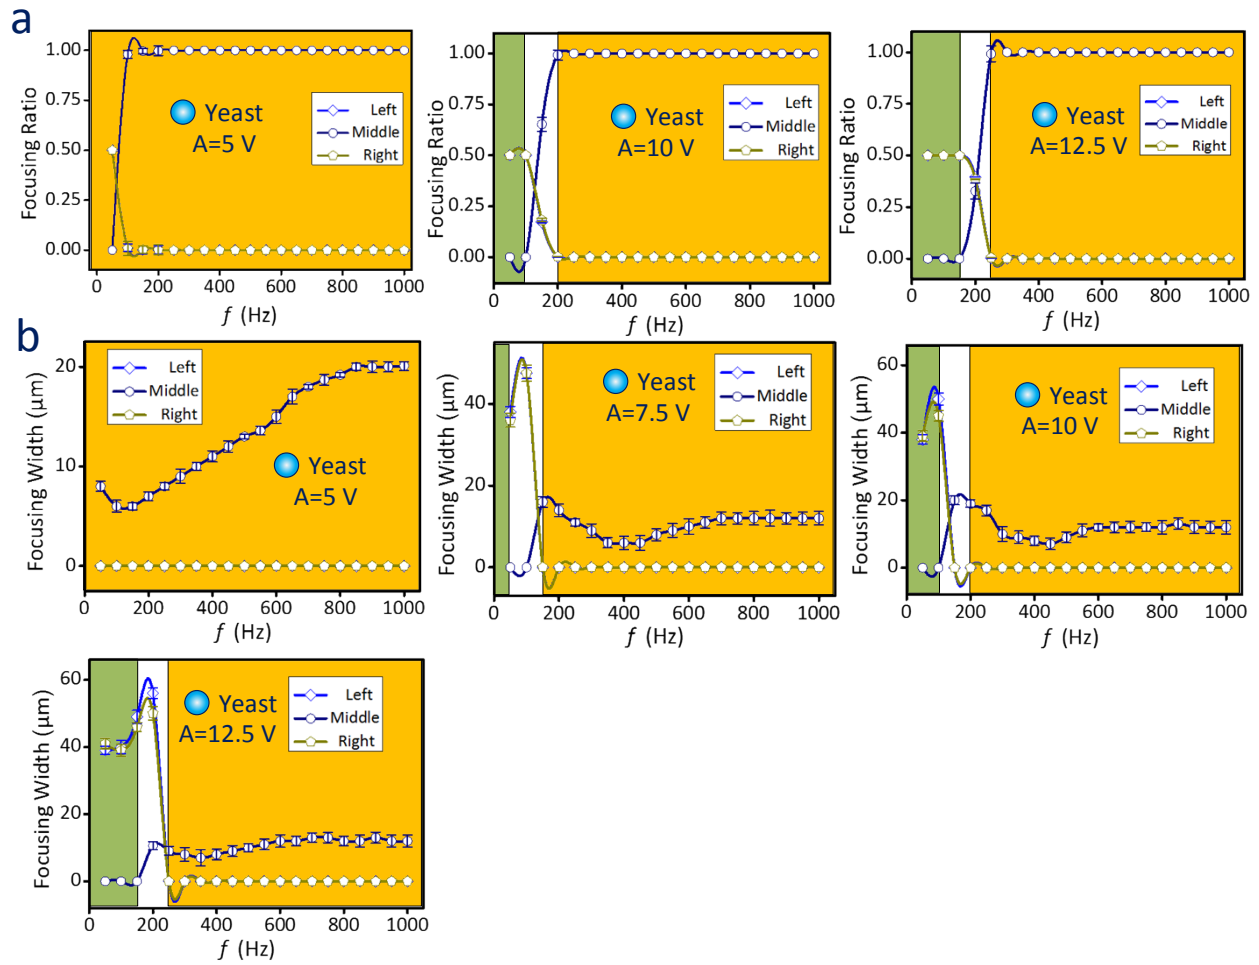 a
Focusing Ratio
1.00
0.75
0.50
0.25
0.00
Yeast
A=5 V
Left
Middle
Right
0 200 400 600 800 1000
f (Hz)
Focusing Ratio
1.00
0.75
0.50
0.25
0.00
Yeast
A=10 V
Left
Middle
Right
0 200 400 600 800 1000
f (Hz)
Focusing Ratio
1.00
0.75
0.50
0.25
0.00
Yeast
A=12.5 V
Left
Middle
Right
0 200 400 600 800 1000
f (Hz)
b
Focusing Width (μm)
20
10
0
Left
Middle
Right
Yeast
A=5 V
0 200 400 600 800 1000
f (Hz)
Focusing Width (μm)
40
20
0
Yeast
A=7.5 V
Left
Middle
Right
0 200 400 600 800 1000
f (Hz)
Focusing Width (μm)
60
40
20
0
Yeast
A=10 V
Left
Middle
Right
0 200 400 600 800 1000
f (Hz)
Focusing Width (μm)
60
40
20
0
Yeast
A=12.5 V
Left
Middle
Right
0 200 400 600 800 1000
f (Hz)